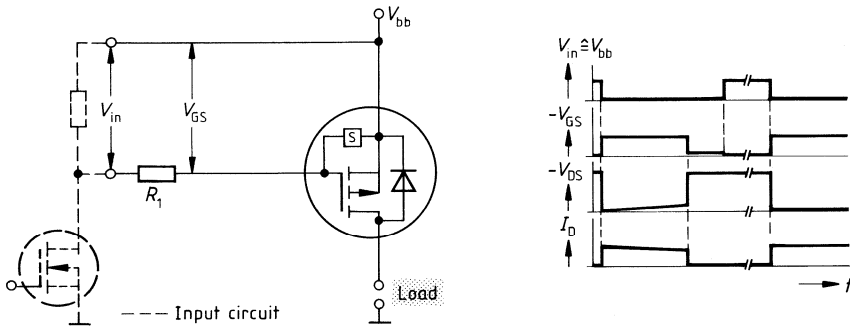 V_bb
V_in
V_GS
S
R_1
Load
--- Input circuit
V_in ≙ V_bb
-V_GS
-V_DS
I_D
t